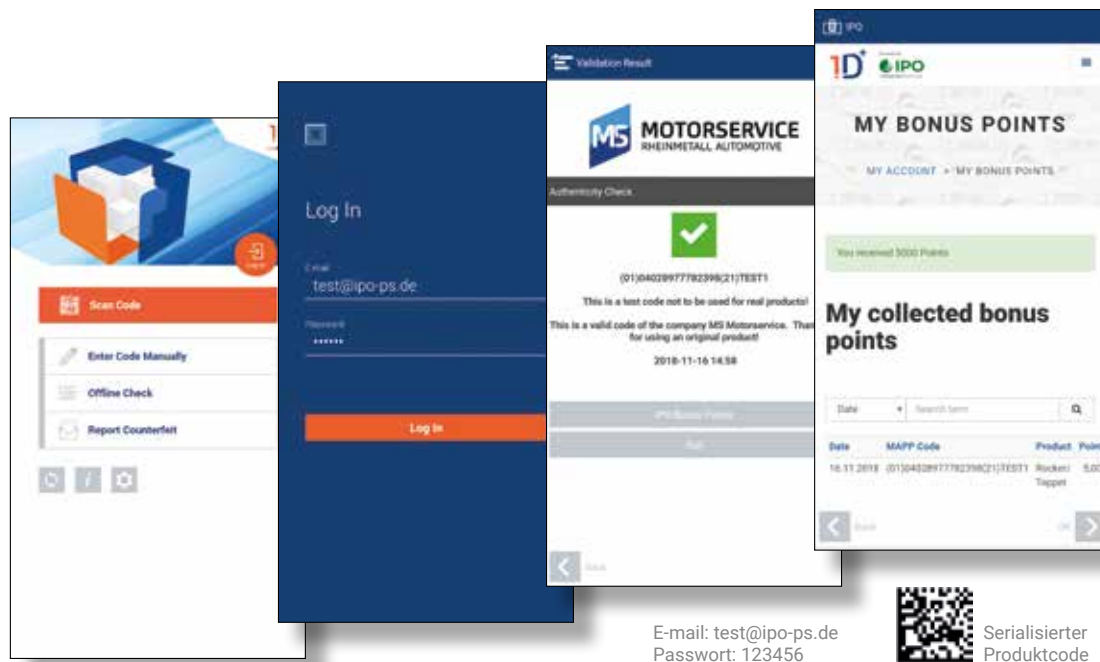 Scan Code
Enter Code Manually
Offline Check
Report Counterfeit
Log In
E-mail
test@ipo-ps.de
Password
******
Log In
Validation Result
MS MOTORSERVICE
RHEINMETALL AUTOMOTIVE
Authenticity Check
(01)04028977782398(21)TEST1
This is a test code not to be used for real products!
This is a valid code of the company MS Motorservice. Than
for using an original product!
2018-11-16 14:58
IPO Bonus Points
Back
IPO
1D+ IPO
MY BONUS POINTS
MY ACCOUNT > MY BONUS POINTS
You received 5000 Points
My collected bonus
points
Date Search term
Date MAPP Code Product Poin
16.11.2018 (01)04028977782398(21)TEST1 Rocker/ 5,00
Tappet
Back OK
E-mail: test@ipo-ps.de
Passwort: 123456
Serialisierter
Produktcode